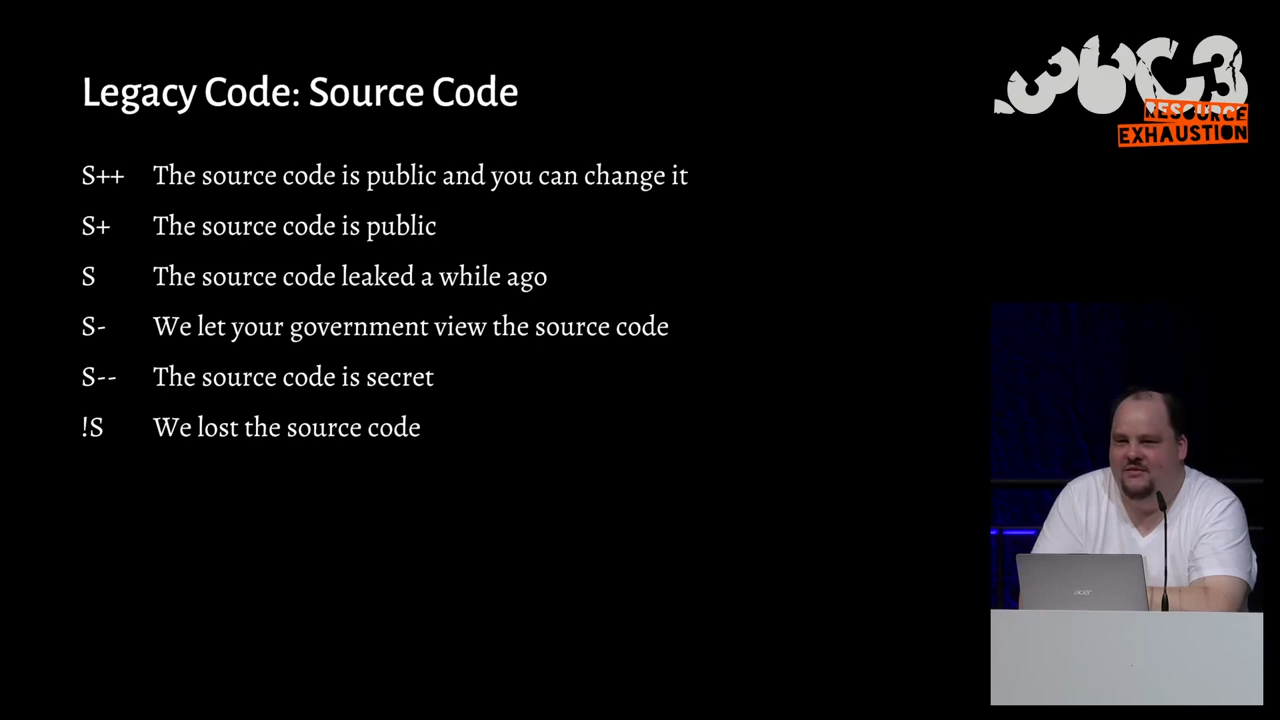 Legacy Code: Source Code
S++ The source code is public and you can change it
S+ The source code is public
S The source code leaked a while ago
S- We let your government view the source code
S-- The source code is secret
!S We lost the source code
36C3
RESOURCE
EXHAUSTION
acer